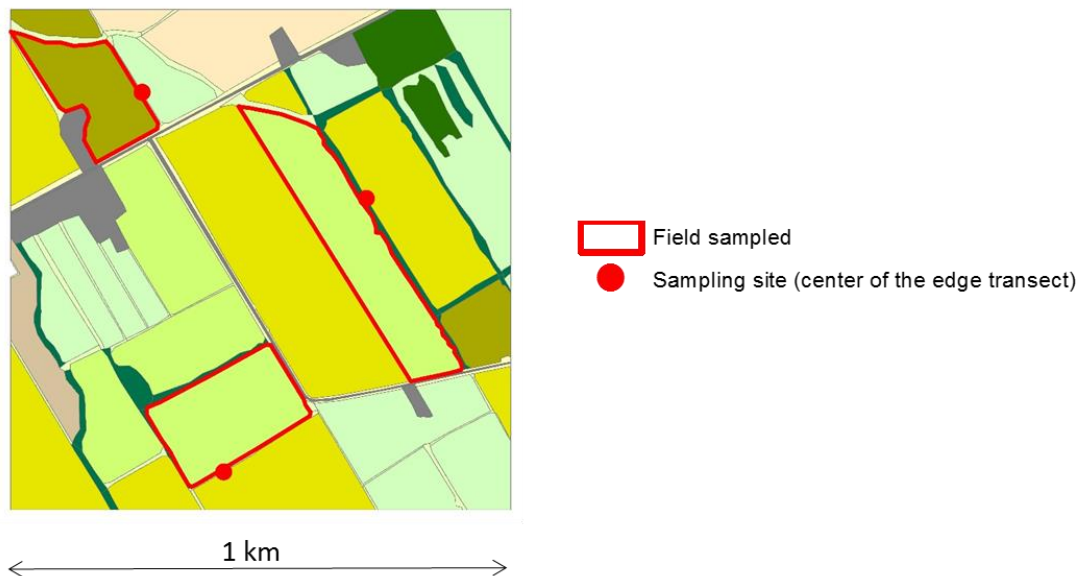 Field sampled
Sampling site (center of the edge transect)
1 km